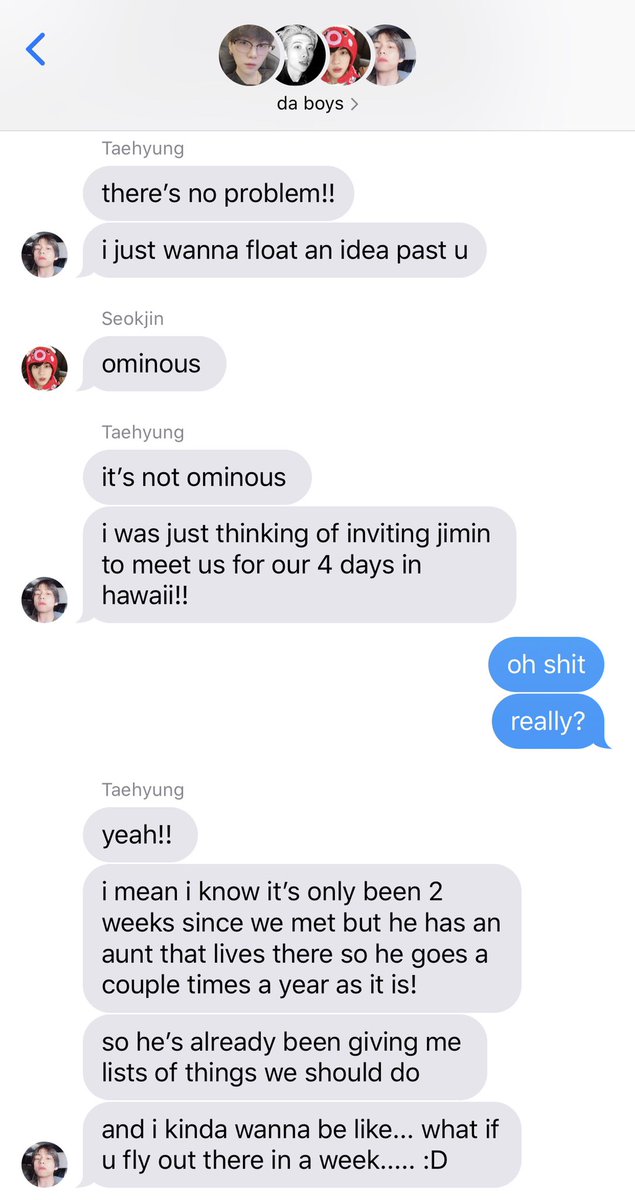 da boys >
Taehyung
there's no problem!!
i just wanna float an idea past u
Seokjin
ominous
Taehyung
it's not ominous
i was just thinking of inviting jimin
to meet us for our 4 days in
hawaii!!
oh shit
really?
Taehyung
yeah!!
i mean i know it's only been 2
weeks since we met but he has an
aunt that lives there so he goes a
couple times a year as it is!
so he's already been giving me
lists of things we should do
and i kinda wanna be like... what if
u fly out there in a week..... :D